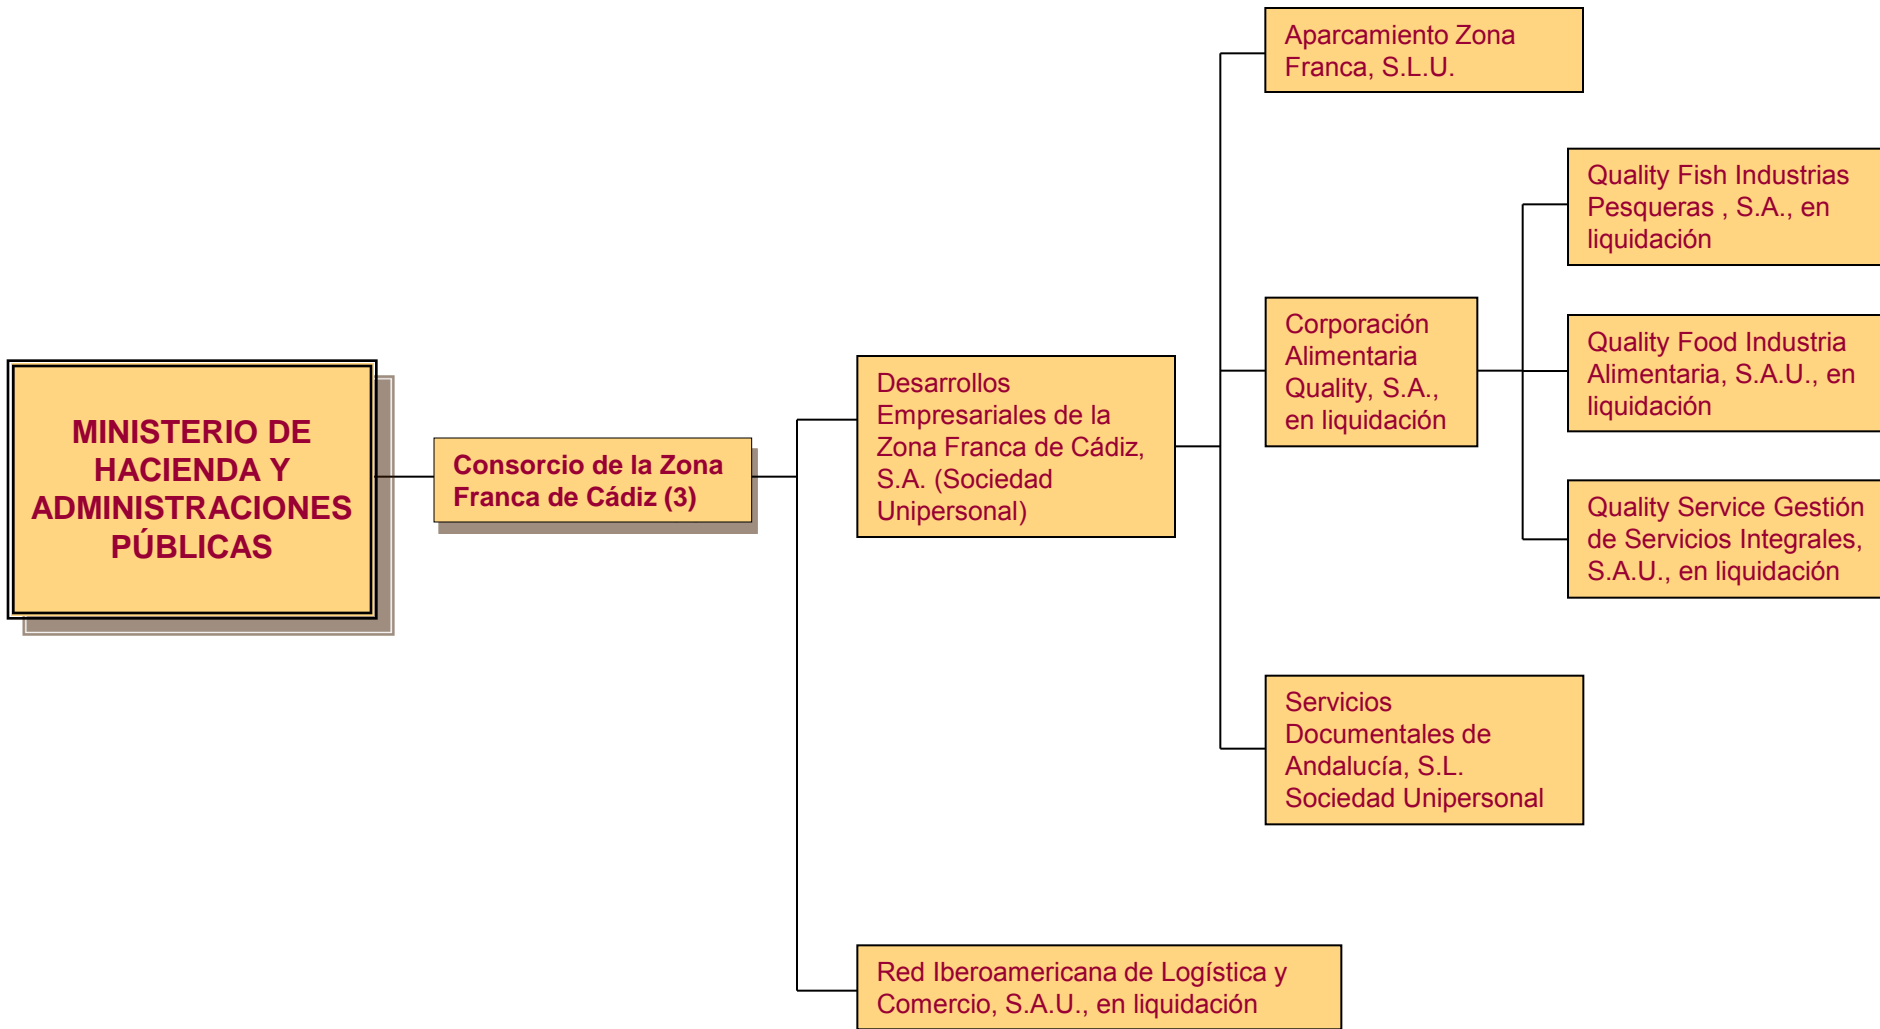 MINISTERIO DE
HACIENDA Y
ADMINISTRACIONES
PÚBLICAS
Consorcio de la Zona
Franca de Cádiz (3)
Desarrollos
Empresariales de la
Zona Franca de Cádiz,
S.A. (Sociedad
Unipersonal)
Aparcamiento Zona
Franca, S.L.U.
Corporación
Alimentaria
Quality, S.A.,
en liquidación
Quality Fish Industrias
Pesqueras , S.A., en
liquidación
Quality Food Industria
Alimentaria, S.A.U., en
liquidación
Quality Service Gestión
de Servicios Integrales,
S.A.U., en liquidación
Servicios
Documentales de
Andalucía, S.L.
Sociedad Unipersonal
Red Iberoamericana de Logística y
Comercio, S.A.U., en liquidación